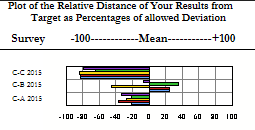 Plot of the Relative Distance of Your Results from
Target as Percentages of allowed Deviation
Survey -100------------Mean-----------+100
C-C 2015
C-B 2015
C-A 2015
-100 -80 -60 -40 -20 0 20 40 60 80 100